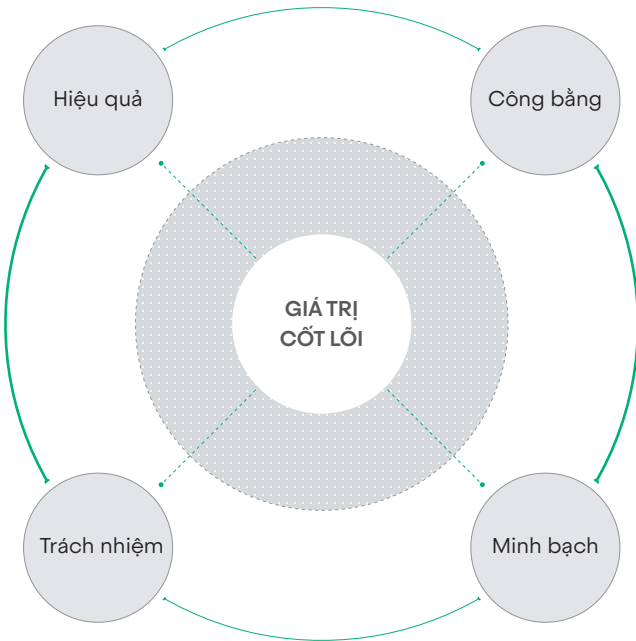 Hiệu quả
Công bằng
GIÁ TRỊ
CỐT LÕI
Trách nhiệm
Minh bạch